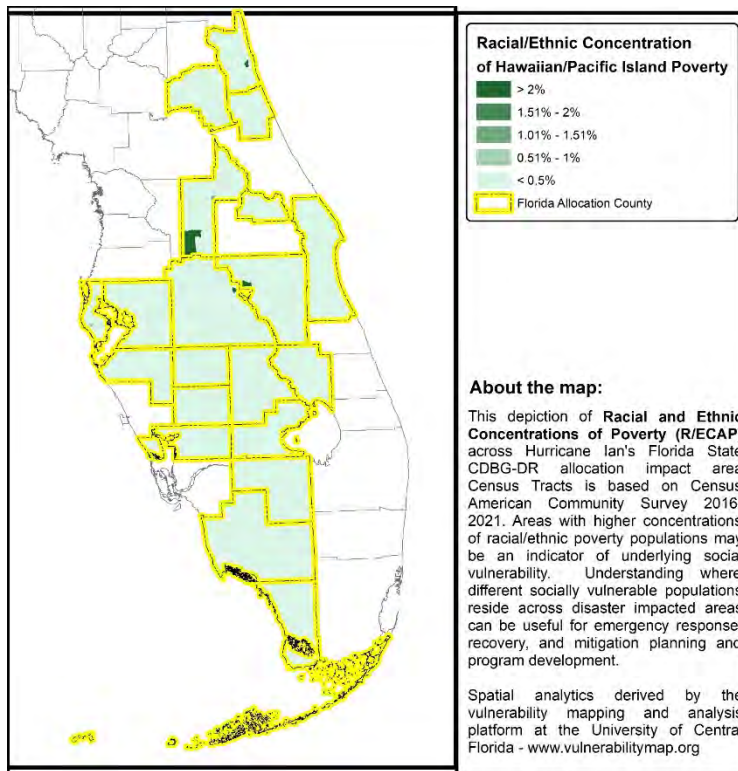 Racial/Ethnic Concentration
of Hawaiian/Pacific Island Poverty
> 2%
1.51% - 2%
1.01% - 1.51%
0.51% - 1%
< 0.5%
Florida Allocation County
About the map:
This depiction of Racial and Ethnic
Concentrations of Poverty (R/ECAP
across Hurricane Ian's Florida State
CDBG-DR allocation impact area
Census Tracts is based on Census
American Community Survey 2016
2021. Areas with higher concentrations
of racial/ethnic poverty populations may
be an indicator of underlying social
vulnerability. Understanding where
different socially vulnerable populations
reside across disaster impacted areas
can be useful for emergency response
recovery, and mitigation planning and
program development.
Spatial analytics derived by the
vulnerability mapping and analysis
platform at the University of Central
Florida - www.vulnerabilitymap.org